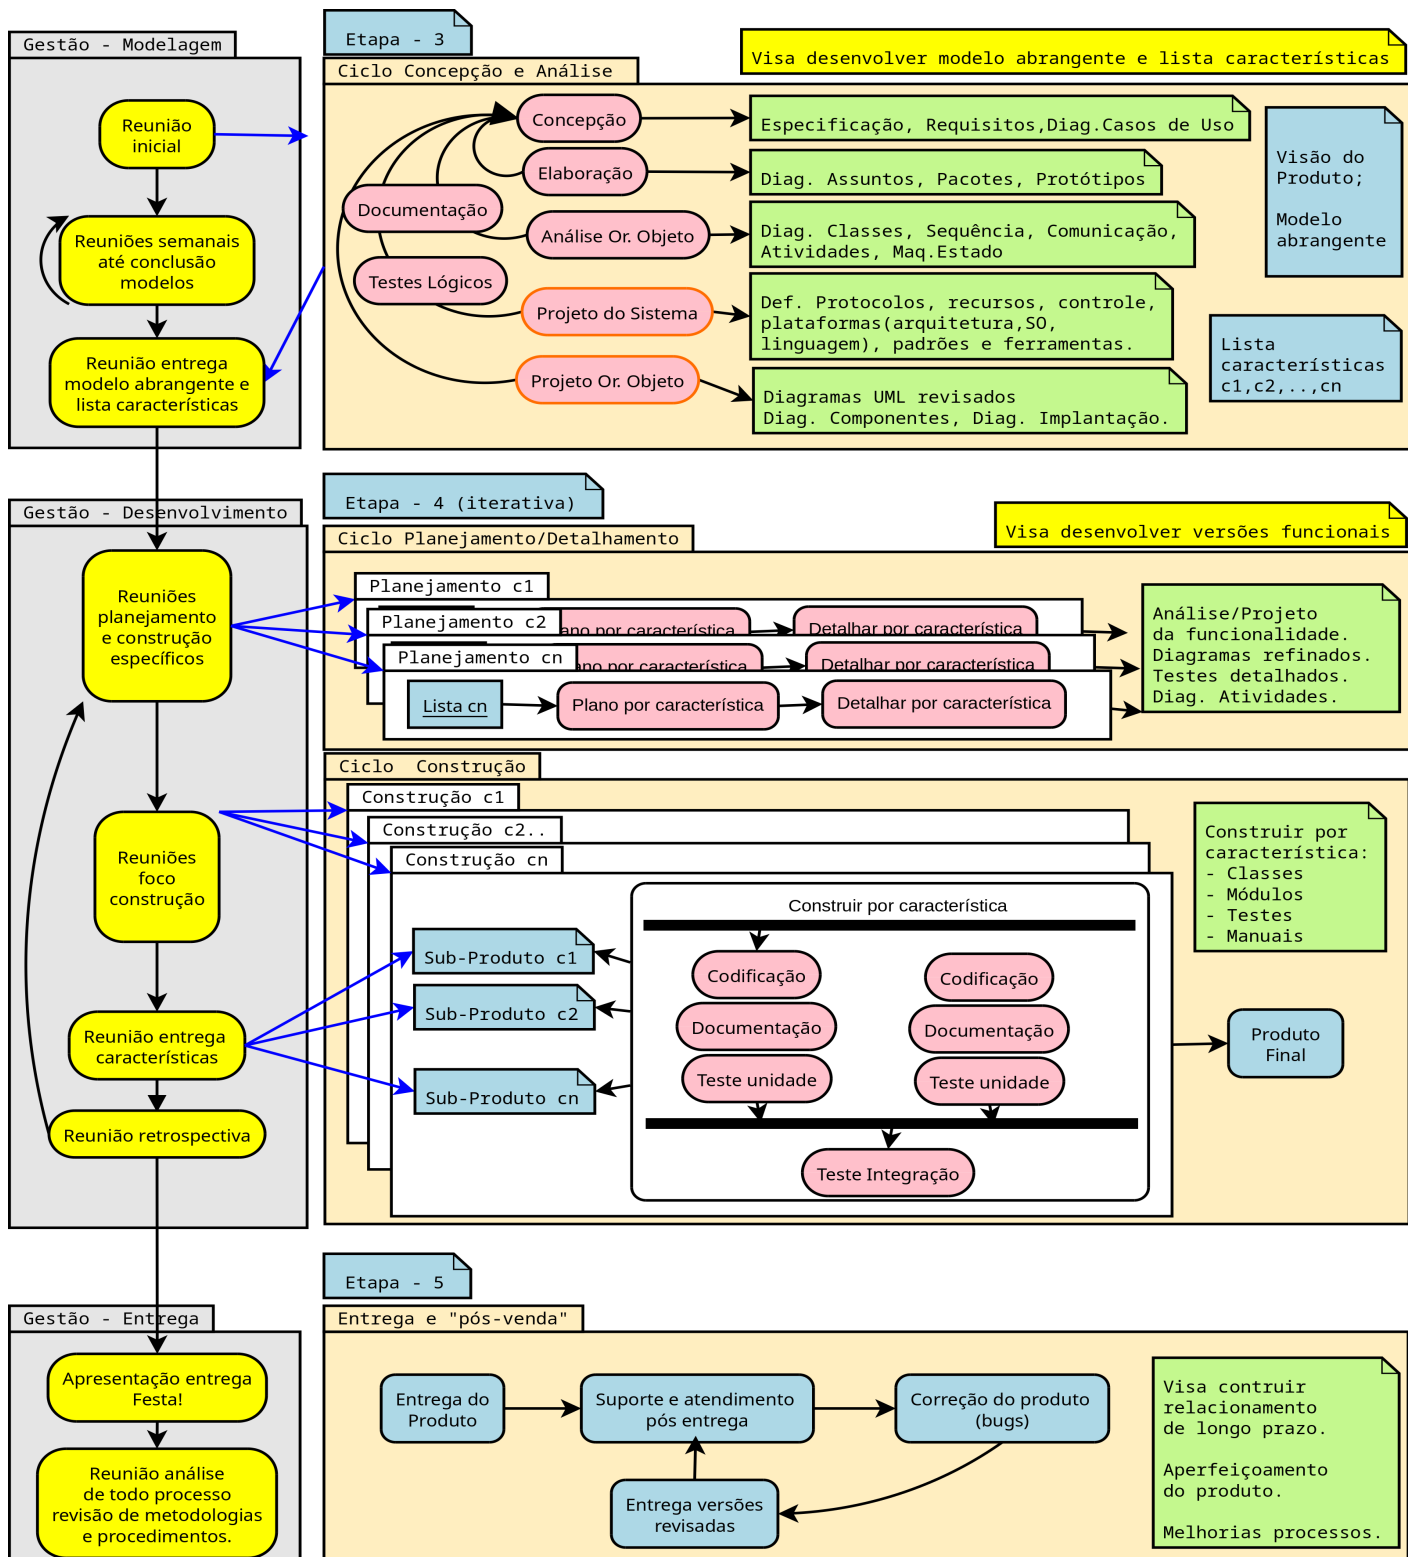 Gestão - Modelagem
Reunião
inicial
Reuniões semanais
até conclusão
modelos
Reunião entrega
modelo abrangente e
lista características
Etapa - 3
Visa desenvolver modelo abrangente e lista características
Ciclo Concepção e Análise
Concepção
Especificação, Requisitos,Diag.Casos de Uso
Elaboração
Diag. Assuntos, Pacotes, Protótipos
Documentação
Análise Or. Objeto
Diag. Classes, Sequência, Comunicação,
Atividades, Maq.Estado
Testes Lógicos
Projeto do Sistema
Def. Protocolos, recursos, controle,
plataformas(arquitetura,SO,
linguagem), padrões e ferramentas.
Projeto Or. Objeto
Diagramas UML revisados
Diag. Componentes, Diag. Implantação.
Visão do
Produto;
Modelo
abrangente
Lista
características
c1,c2,..,cn
Gestão - Desenvolvimento
Reuniões
planejamento
e construção
específicos
Reuniões
foco
construção
Reunião entrega
características
Reunião retrospectiva
Etapa - 4 (iterativa)
Visa desenvolver versões funcionais
Ciclo Planejamento/Detalhamento
Planejamento c1
ano por característica
Detalhar por característica
Planejamento c2
ano por característica
Detalhar por característica
Planejamento cn
Lista cn
Plano por característica
Detalhar por característica
Análise/Projeto
da funcionalidade.
Diagramas refinados.
Testes detalhados.
Diag. Atividades.
Ciclo  Construção
Construção c1
Construção c2..
Construção cn
Construir por característica
Sub-Produto c1
Sub-Produto c2
Sub-Produto cn
Codificação
Documentação
Teste unidade
Codificação
Documentação
Teste unidade
Teste Integração
Construir por
característica:
- Classes
- Módulos
- Testes
- Manuais
Produto
Final
Gestão - Entrega
Apresentação entrega
Festa!
Reunião análise
de todo processo
revisão de metodologias
e procedimentos.
Etapa - 5
Entrega e "pós-venda"
Entrega do
Produto
Suporte e atendimento
pós entrega
Correção do produto
(bugs)
Entrega versões
revisadas
Visa contruir
relacionamento
de longo prazo.
Aperfeiçoamento
do produto.
Melhorias processos.